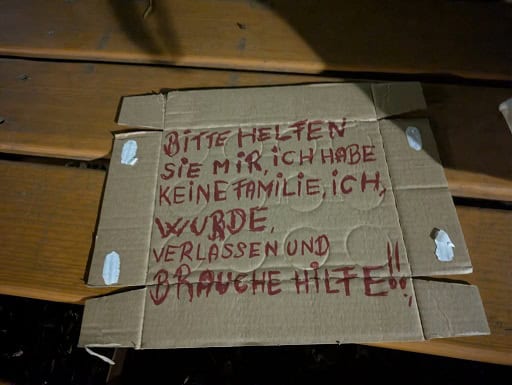 BITTE HELFEN
SIE MIR, ICH HABE
KEINE FAMILIE, ICH,
WURDE,
VERLASSEN UND
BRAUCHE HILFE!!,